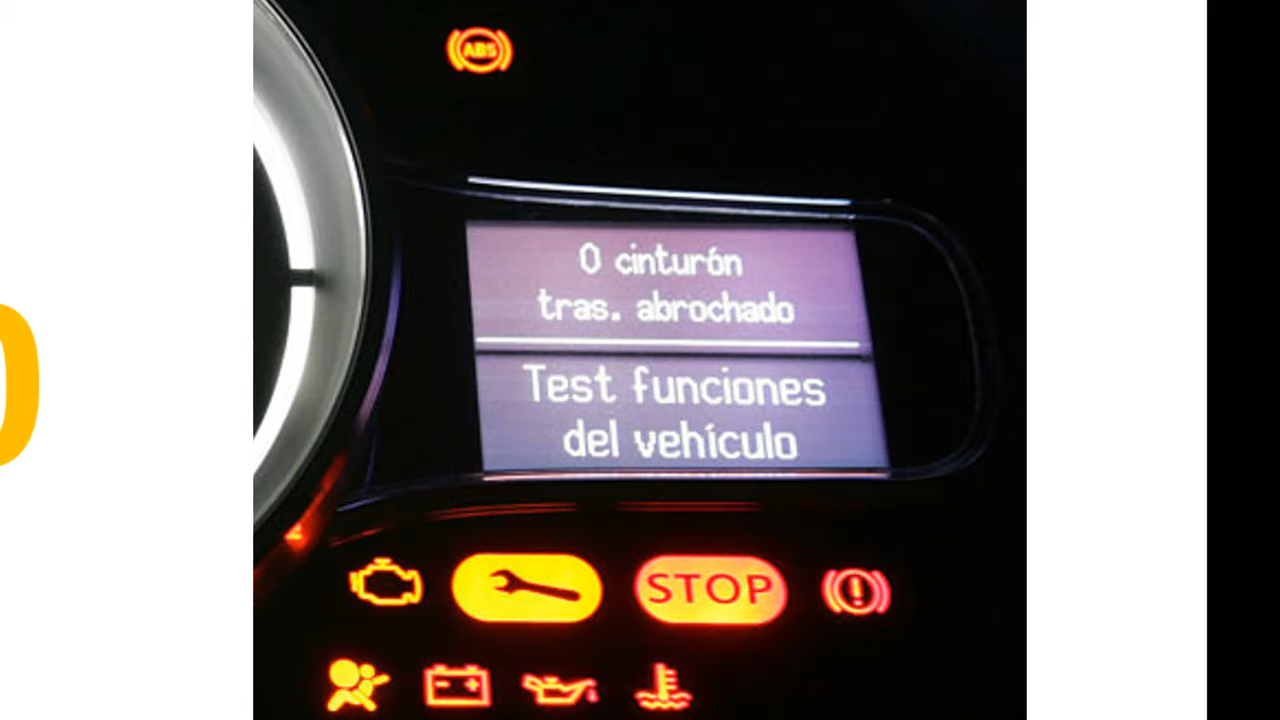 ABS
0 cinturón
tras. abrochado
Test funciones
del vehículo
STOP